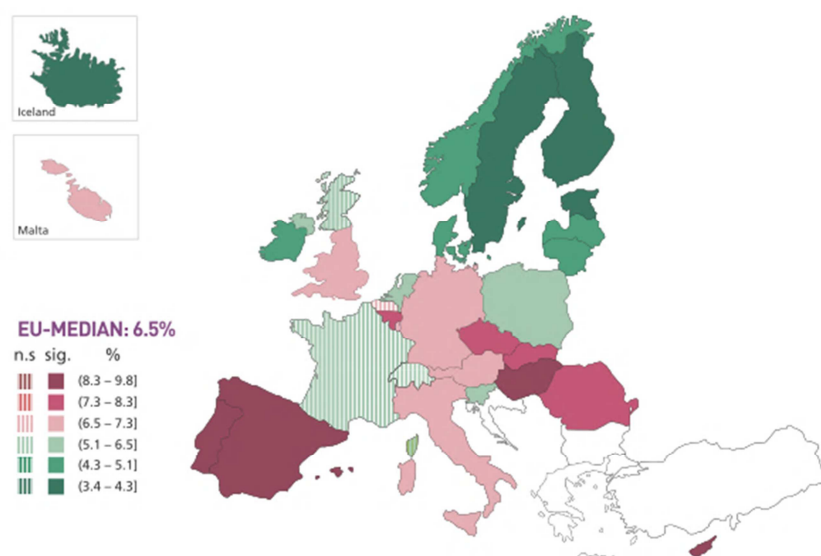 Iceland
Malta
EU-MEDIAN: 6.5%
n.s sig. %
(8.3 – 9.8]
(7.3 – 8.3]
(6.5 – 7.3]
(5.1 – 6.5]
(4.3 – 5.1]
(3.4 – 4.3]